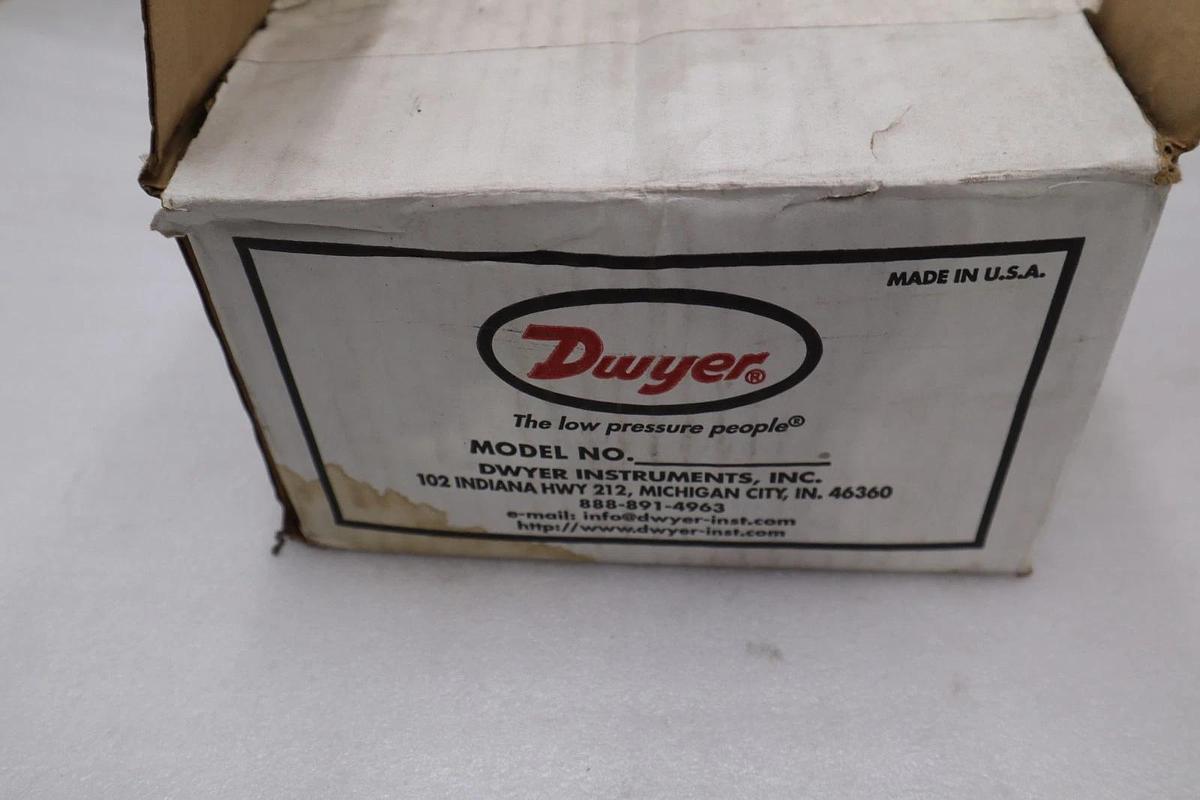 MADE IN U.S.A.
Dwyer®
The low pressure people®
MODEL NO.
DWYER INSTRUMENTS, INC.
102 INDIANA HWY 212, MICHIGAN CITY, IN. 46360
888-891-4963
e-mail: info@dwyer-inst.com
http://www.dwyer-inst.com